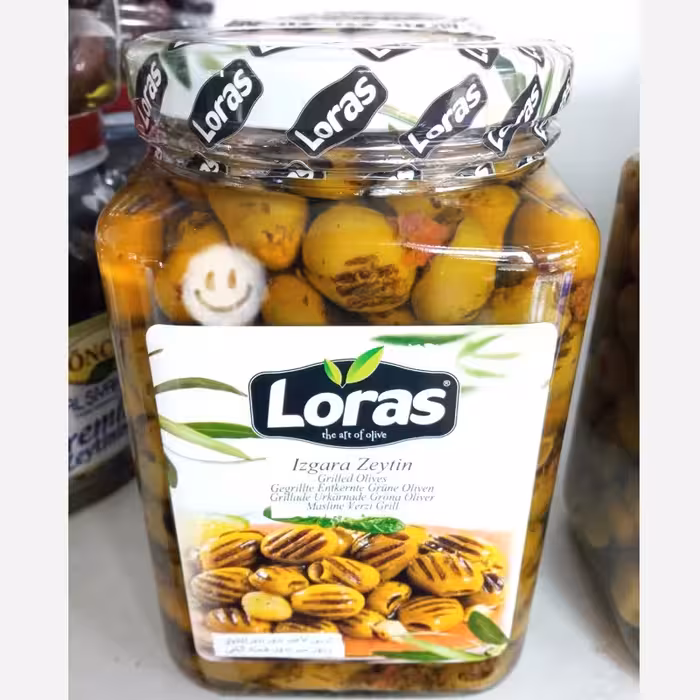 Loras
Loras
Loras
Loras
Loras
Loras®
the art of olive
Izgara Zeytin
Grilled Olives
Gegrillte Entkernte Grüne Oliven
Grillade Urkärnade Gröna Oliver
Masline Verzi Grill